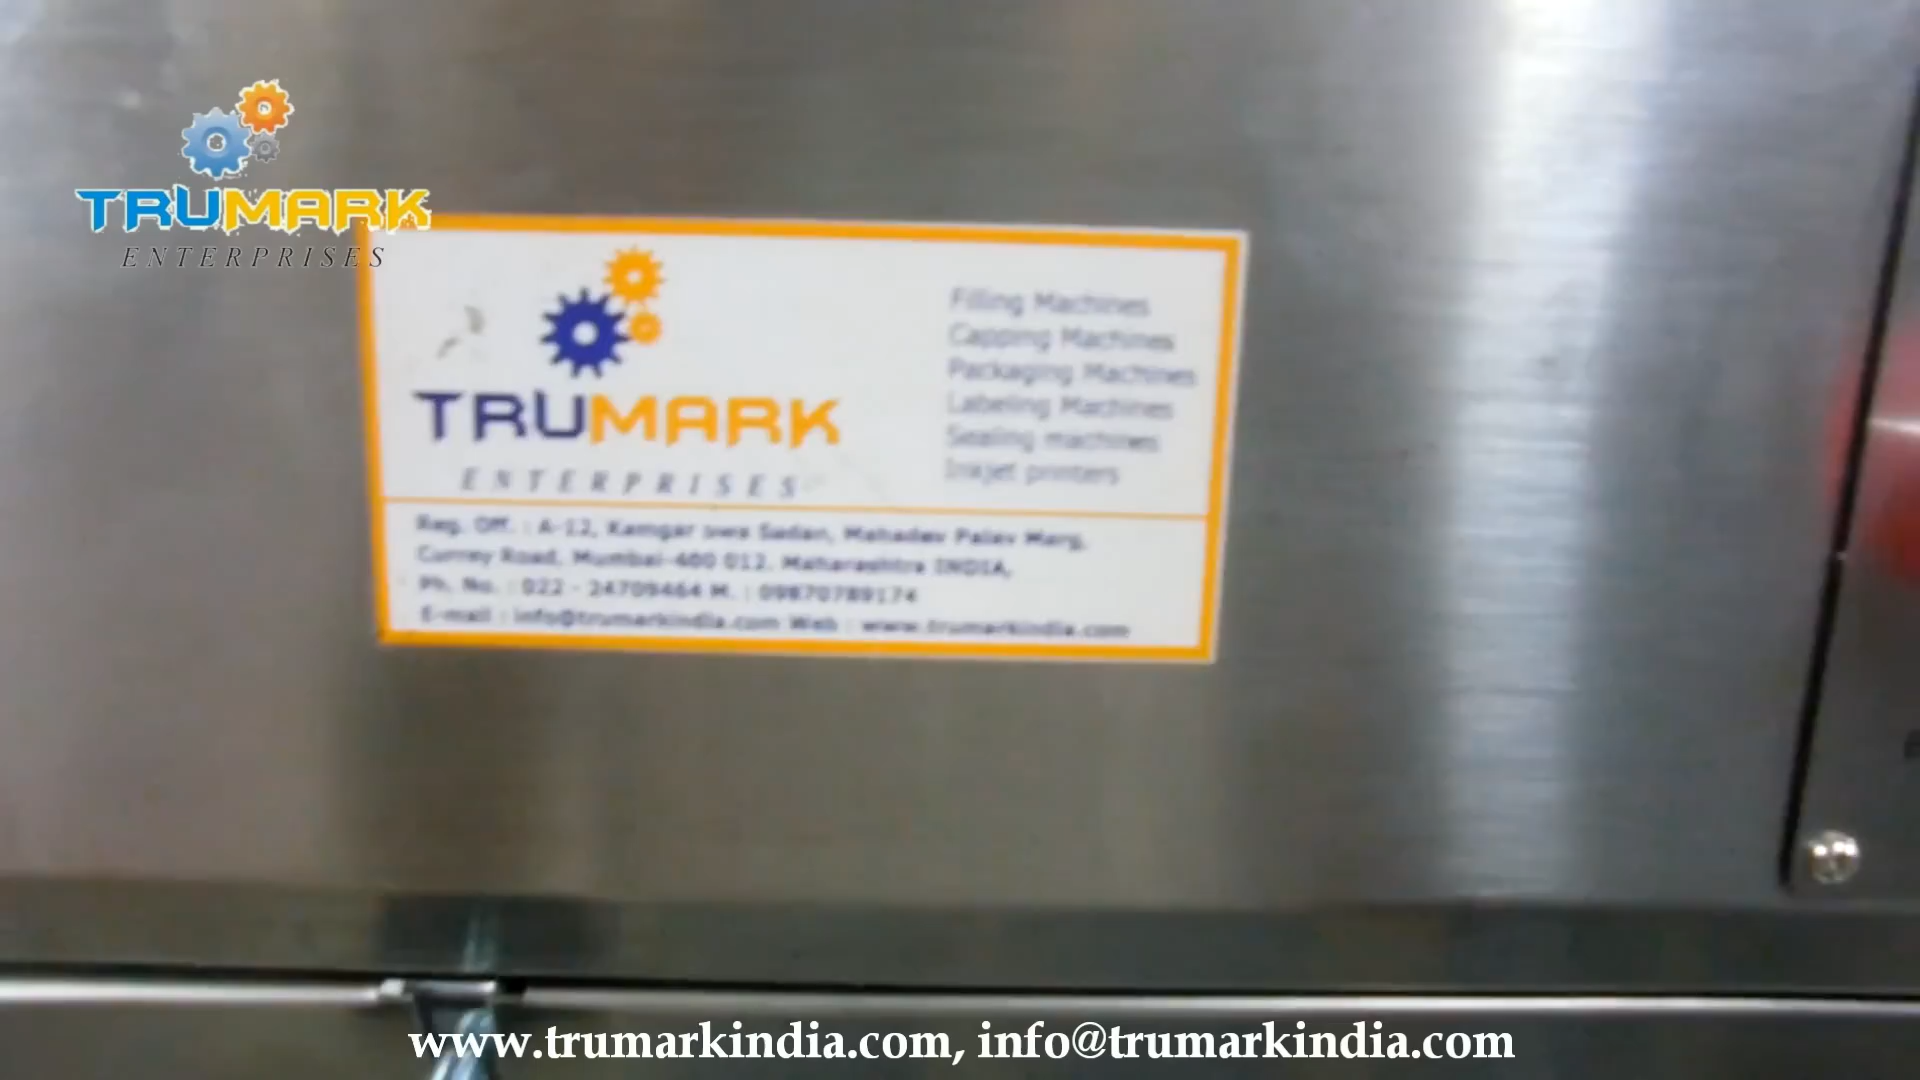 TRUMARK
ENTERPRISES
TRUMARK
ENTERPRISES
Filling Machines
Capping Machines
Packaging Machines
Labeling Machines
Sealing machines
Inkjet printers
Reg. Off. : A-12, Kamgar Sadan, Mahadev Palav Marg,
Currey Road, Mumbai-400 012. Maharashtra INDIA,
Ph. No. : 022 - 24709464 M. : 09870789174
E-mail : info@trumarkindia.com Web : www.trumarkindia.com
www.trumarkindia.com, info@trumarkindia.com